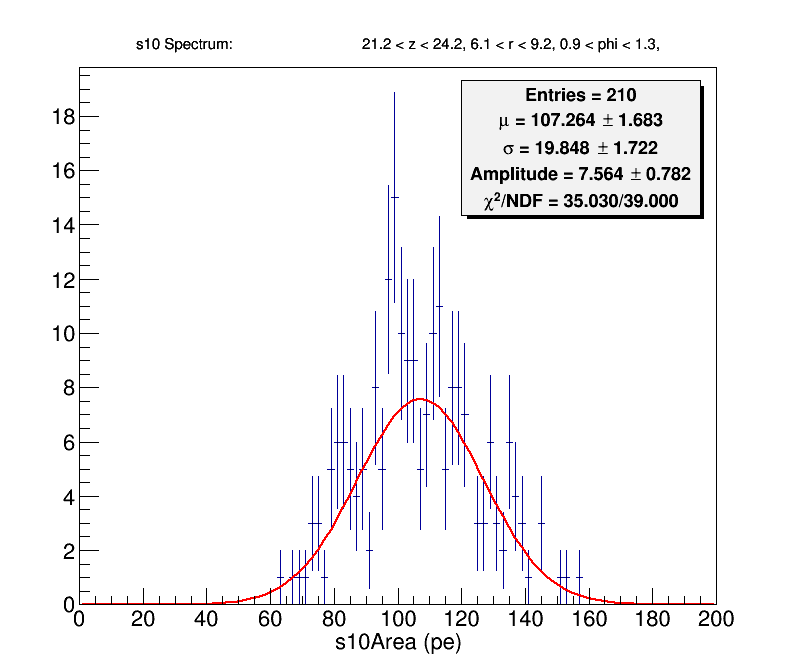 s10 Spectrum: 21.2 < z < 24.2, 6.1 < r < 9.2, 0.9 < phi < 1.3,
Entries = 210
μ = 107.264 ± 1.683
σ = 19.848 ± 1.722
Amplitude = 7.564 ± 0.782
χ²/NDF = 35.030/39.000
18
16
14
12
10
8
6
4
2
0
0 20 40 60 80 100 120 140 160 180 200
s10Area (pe)